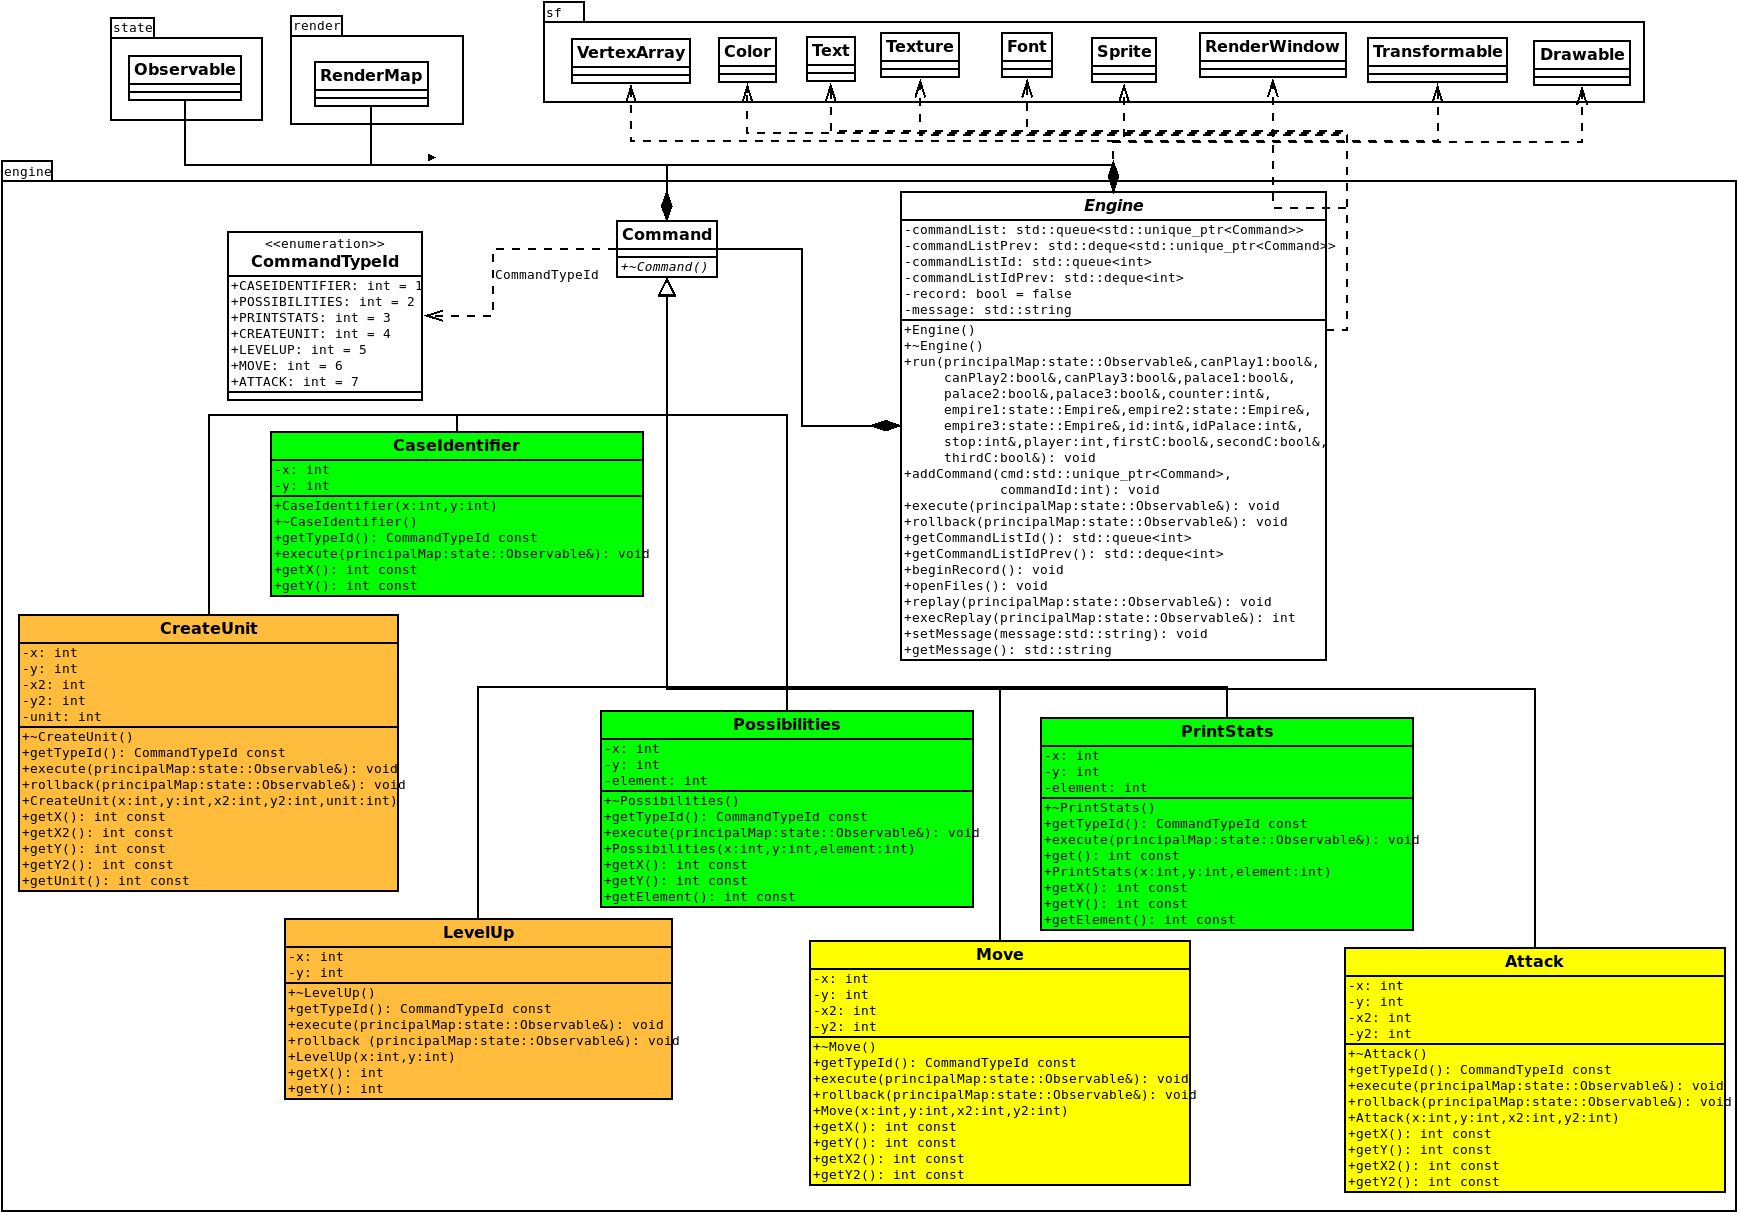 state
Observable
render
RenderMap
sf
VertexArray
Color
Text
Texture
Font
Sprite
RenderWindow
Transformable
Drawable
engine
<<enumeration>>
CommandTypeId
+CASEIDENTIFIER: int = 1
+POSSIBILITIES: int = 2
+PRINTSTATS: int = 3
+CREATEUNIT: int = 4
+LEVELUP: int = 5
+MOVE: int = 6
+ATTACK: int = 7
CommandTypeId
Command
+~Command()
Engine
-commandList: std::queue<std::unique_ptr<Command>>
-commandListPrev: std::deque<std::unique_ptr<Command>>
-commandListId: std::queue<int>
-commandListIdPrev: std::deque<int>
-record: bool = false
-message: std::string
+Engine()
+~Engine()
+run(principalMap:state::Observable&,canPlay1:bool&,
canPlay2:bool&,canPlay3:bool&,palace1:bool&,
palace2:bool&,palace3:bool&,counter:int&,
empire1:state::Empire&,empire2:state::Empire&,
empire3:state::Empire&,id:int&,idPalace:int&,
stop:int&,player:int,firstC:bool&,secondC:bool&,
thirdC:bool&): void
+addCommand(cmd:std::unique_ptr<Command>,
commandId:int): void
+execute(principalMap:state::Observable&): void
+rollback(principalMap:state::Observable&): void
+getCommandListId(): std::queue<int>
+getCommandListIdPrev(): std::deque<int>
+beginRecord(): void
+openFiles(): void
+replay(principalMap:state::Observable&): void
+execReplay(principalMap:state::Observable&): int
+setMessage(message:std::string): void
+getMessage(): std::string
CaseIdentifier
-x: int
-y: int
+CaseIdentifier(x:int,y:int)
+~CaseIdentifier()
+getTypeId(): CommandTypeId const
+execute(principalMap:state::Observable&): void
+getX(): int const
+getY(): int const
CreateUnit
-x: int
-y: int
-x2: int
-y2: int
-unit: int
+~CreateUnit()
+getTypeId(): CommandTypeId const
+execute(principalMap:state::Observable&): void
+rollback(principalMap:state::Observable&): void
+CreateUnit(x:int,y:int,x2:int,y2:int,unit:int)
+getX(): int const
+getX2(): int const
+getY(): int const
+getY2(): int const
+getUnit(): int const
Possibilities
-x: int
-y: int
-element: int
+~Possibilities()
+getTypeId(): CommandTypeId const
+execute(principalMap:state::Observable&): void
+Possibilities(x:int,y:int,element:int)
+getX(): int const
+getY(): int const
+getElement(): int const
PrintStats
-x: int
-y: int
-element: int
+~PrintStats()
+getTypeId(): CommandTypeId const
+execute(principalMap:state::Observable&): void
+get(): int const
+PrintStats(x:int,y:int,element:int)
+getX(): int const
+getY(): int const
+getElement(): int const
LevelUp
-x: int
-y: int
+~LevelUp()
+getTypeId(): CommandTypeId const
+execute(principalMap:state::Observable&): void
+rollback (principalMap:state::Observable&): void
+LevelUp(x:int,y:int)
+getX(): int
+getY(): int
Move
-x: int
-y: int
-x2: int
-y2: int
+~Move()
+getTypeId(): CommandTypeId const
+execute(principalMap:state::Observable&): void
+rollback(principalMap:state::Observable&): void
+Move(x:int,y:int,x2:int,y2:int)
+getX(): int const
+getY(): int const
+getX2(): int const
+getY2(): int const
Attack
-x: int
-y: int
-x2: int
-y2: int
+~Attack()
+getTypeId(): CommandTypeId const
+execute(principalMap:state::Observable&): void
+rollback(principalMap:state::Observable&): void
+Attack(x:int,y:int,x2:int,y2:int)
+getX(): int const
+getY(): int const
+getX2(): int const
+getY2(): int const